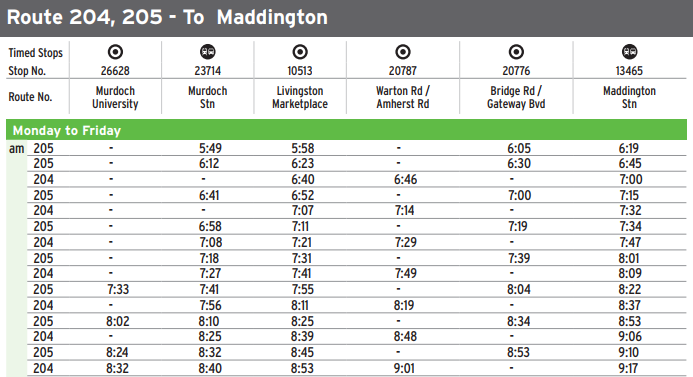 Route 204, 205 - To Maddington
Timed Stops
Stop No. 26628 23714 10513 20787 20776 13465
Route No. Murdoch University Murdoch Stn Livingston Marketplace Warton Rd / Amherst Rd Bridge Rd / Gateway Bvd Maddington Stn
Monday to Friday
am 205 - 5:49 5:58 - 6:05 6:19
205 - 6:12 6:23 - 6:30 6:45
204 - - 6:40 6:46 - 7:00
205 - 6:41 6:52 - 7:00 7:15
204 - - 7:07 7:14 - 7:32
205 - 6:58 7:11 - 7:19 7:34
204 - 7:08 7:21 7:29 - 7:47
205 - 7:18 7:31 - 7:39 8:01
204 - 7:27 7:41 7:49 - 8:09
205 7:33 7:41 7:55 - 8:04 8:22
204 - 7:56 8:11 8:19 - 8:37
205 8:02 8:10 8:25 - 8:34 8:53
204 - 8:25 8:39 8:48 - 9:06
205 8:24 8:32 8:45 - 8:53 9:10
204 8:32 8:40 8:53 9:01 - 9:17